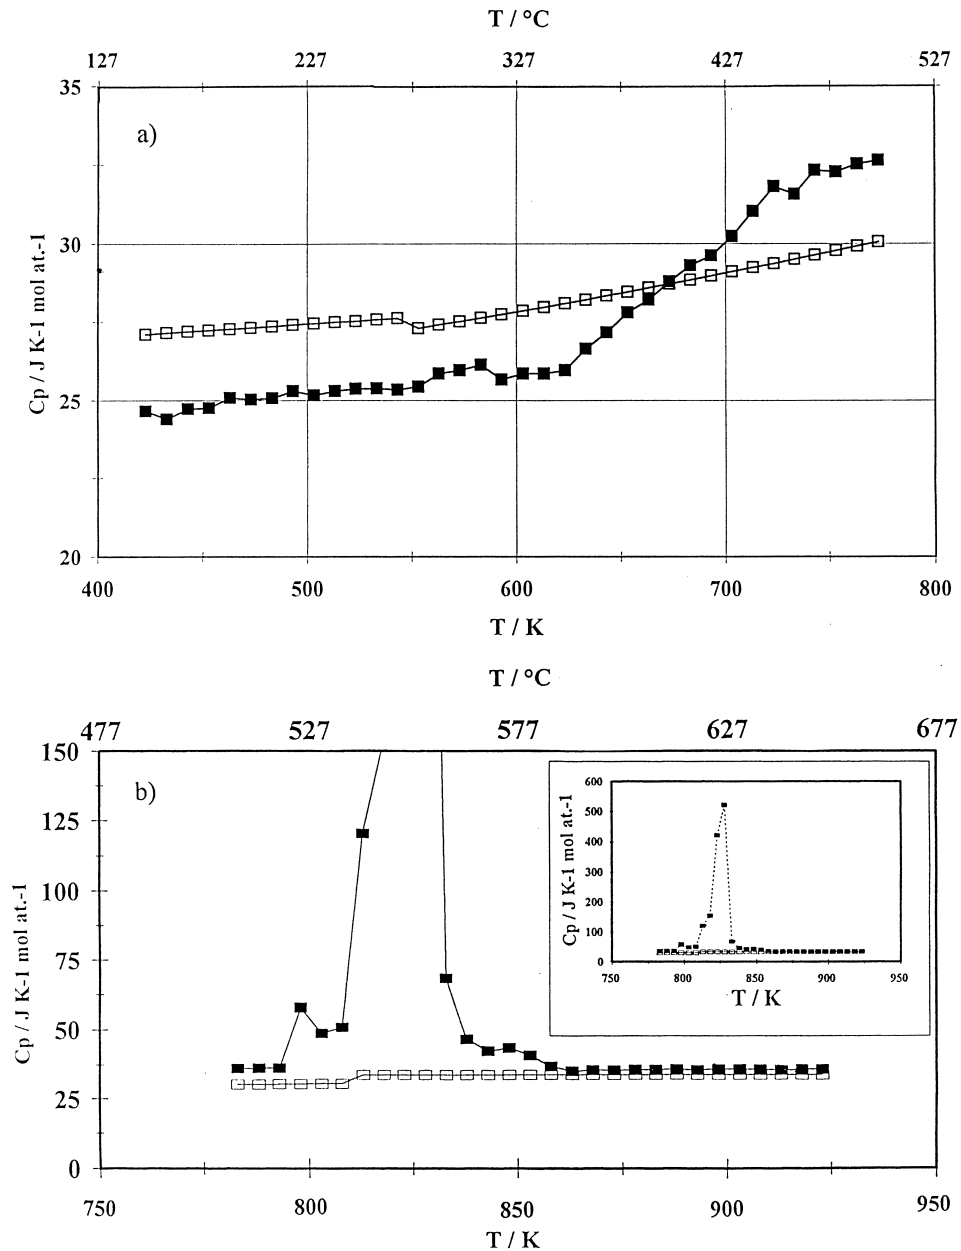 T / °C
127 227 327 427 527
35
a)
30
Cp / J K-1 mol at.-1
25
20
400 500 600 700 800
T / K
T / °C
477 527 577 627 677
150
b)
125
100
75
50
25
0
Cp / J K-1 mol at.-1
600
500
400
300
200
100
0
Cp / J K-1 mol at.-1
750 800 850 900 950
T / K
750 800 850 900 950
T / K